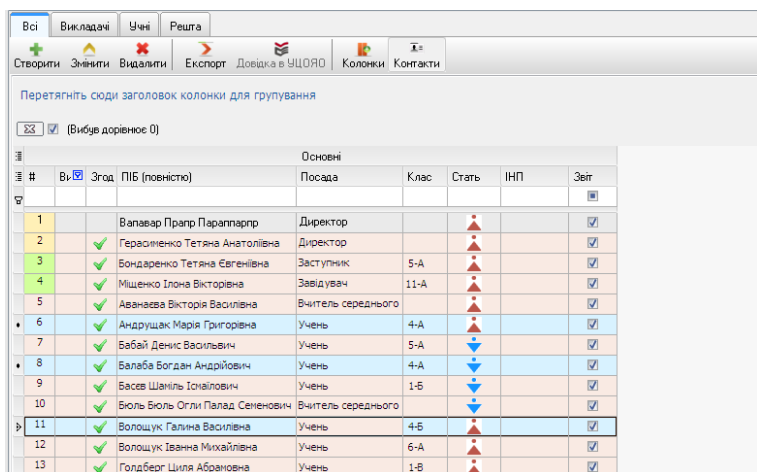 Всі Викладачі Учні Решта
Створити Змінити Видалити Експорт Довідка в УЦОЯО Колонки Контакти
Перетягніть сюди заголовок колонки для групування
(Вибув дорівнює 0)
Основні
# Ви Згод ПІБ (повністю) Посада Клас Стать ІНП Звіт
1 Вапавар Прапр Параппарпр Директор
2 Герасименко Тетяна Анатоліївна Директор
3 Бондаренко Тетяна Євгеніївна Заступник 5-А
4 Міщенко Ілона Вікторівна Завідувач 11-А
5 Аванаєва Вікторія Василівна Вчитель середнього
6 Андрущак Марія Григорівна Учень 4-А
7 Бабай Денис Васильвич Учень 5-А
8 Балаба Богдан Андрійович Учень 4-А
9 Басєв Шаміль Ісмаїлович Учень 1-Б
10 Бюль Бюль Огли Палад Семенович Вчитель середнього
11 Волощук Галина Василівна Учень 4-Б
12 Волощук Іванна Михайлівна Учень 6-А
13 Голдберг Циля Абрамовна Учень 1-В